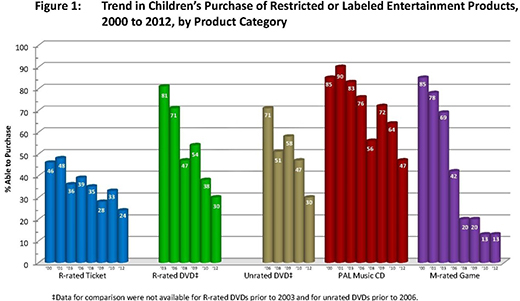 Figure 1: Trend in Children's Purchase of Restricted or Labeled Entertainment Products,
2000 to 2012, by Product Category
% Able to Purchase
100
90
80
70
60
50
40
30
20
10
0
46 48 36 39 35 28 33 24
81 71 47 54 38 30
71 51 58 47 30
85 90 83 76 56 72 64 47
85 78 69 42 20 20 13 13
R-rated Ticket R-rated DVD‡ Unrated DVD‡ PAL Music CD M-rated Game
‡Data for comparison were not available for R-rated DVDs prior to 2003 and for unrated DVDs prior to 2006.